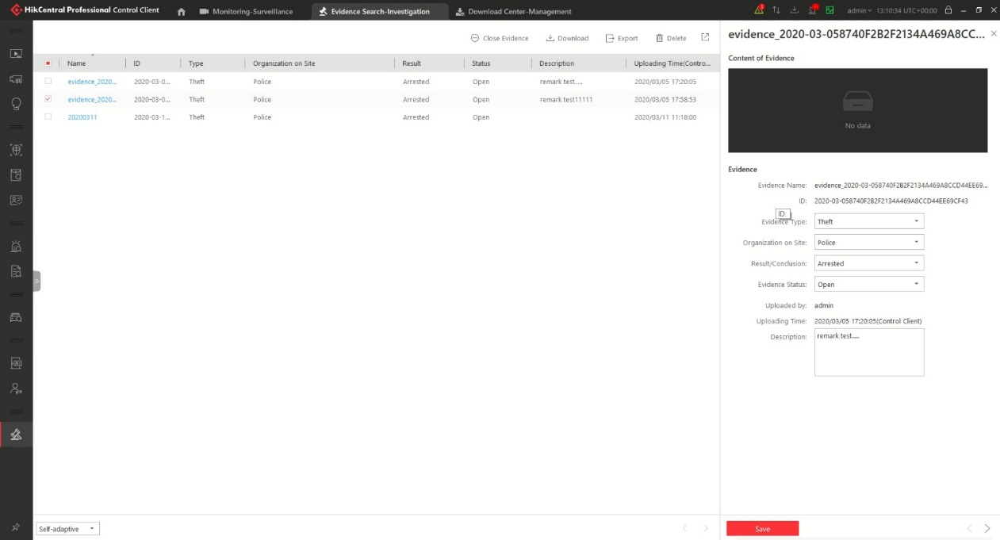 HikCentral Professional Control Client
Monitoring-Surveillance
Evidence Search-Investigation
Download Center-Management
admin 13:10:34 UTC+00:00
Close Evidence Download Export Delete
Name ID Type Organization on Site Result Status Description Uploading Time(Contro...
evidence_2020... 2020-03-0... Theft Police Arrested Open remark test..... 2020/03/05 17:20:05
evidence_2020... 2020-03-0... Theft Police Arrested Open remark test11111 2020/03/05 17:58:53
20200311 2020-03-1... Theft Police Arrested Open 2020/03/11 11:18:00
Self-adaptive
evidence_2020-03-058740F2B2F2134A469A8CC...
Content of Evidence
No data
Evidence
Evidence Name: evidence_2020-03-058740F2B2F2134A469A8CCD44EE69...
ID: 2020-03-058740F2B2F2134A469A8CCD44EE69CF43
ID:
Evidence Type: Theft
Organization on Site: Police
Result/Conclusion: Arrested
Evidence Status: Open
Uploaded by: admin
Uploading Time: 2020/03/05 17:20:05(Control Client)
Description: remark test.....
Save